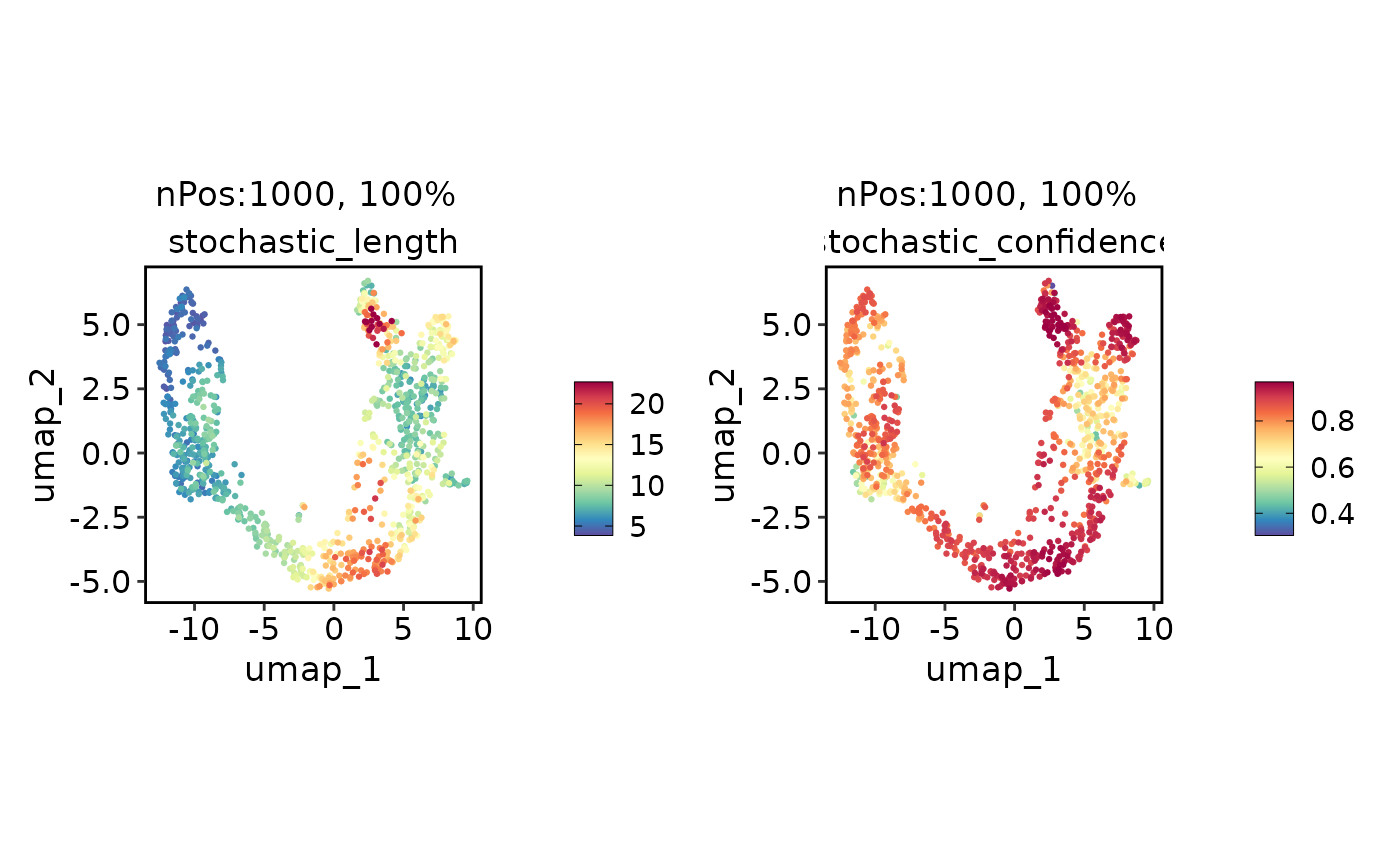 nPos:1000, 100%
stochastic_length
umap_2
5.0
2.5
0.0
-2.5
-5.0
-10 -5 0 5 10
umap_1
20
15
10
5
nPos:1000, 100%
stochastic_confidence
umap_2
5.0
2.5
0.0
-2.5
-5.0
-10 -5 0 5 10
umap_1
0.8
0.6
0.4